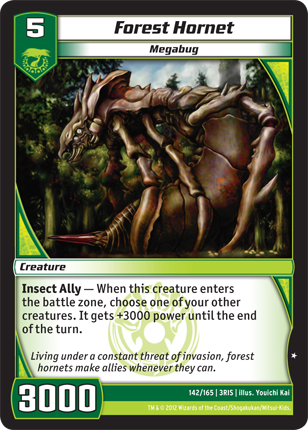 5
Forest Hornet
Megabug
Creature
Insect Ally — When this creature enters
the battle zone, choose one of your other
creatures. It gets +3000 power until the end
of the turn.
Living under a constant threat of invasion, forest
hornets make allies whenever they can.
3000
142/165 | 3RIS | illus. Youichi Kai
TM & © 2012 Wizards of the Coast/Shogakukan/Mitsui-Kids